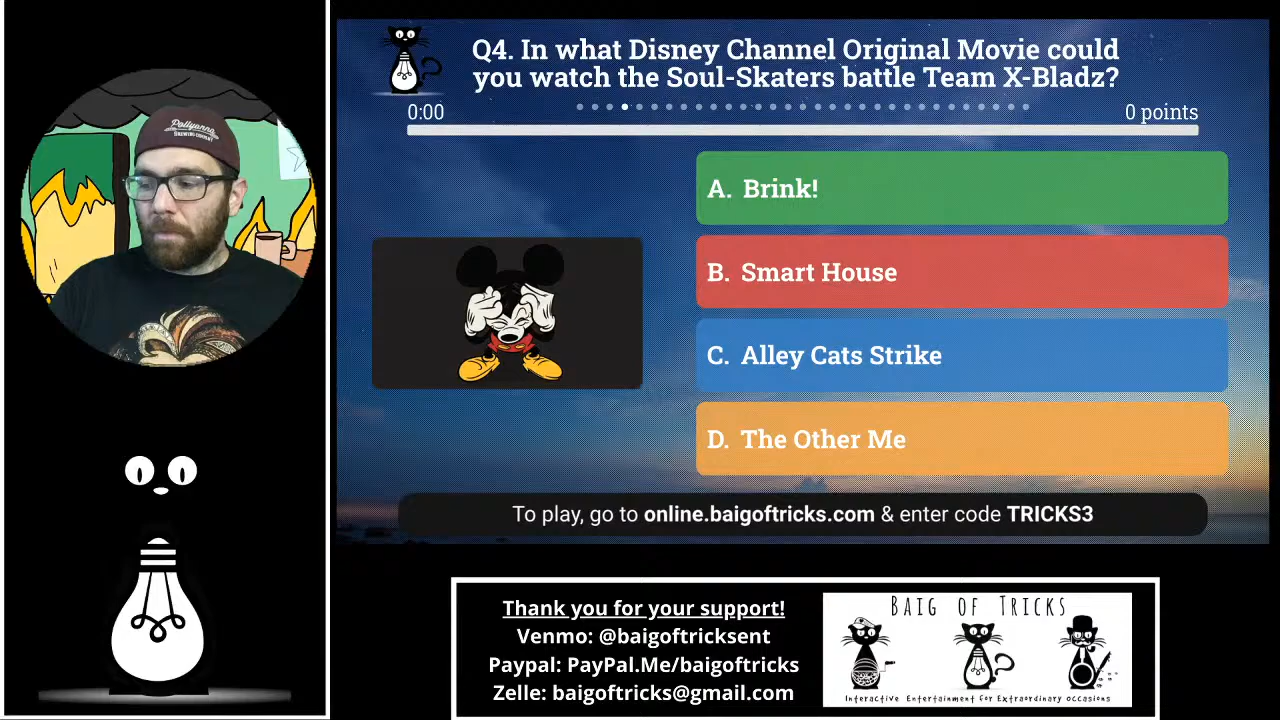 Pollyanna
BREWING COMPANY
Q4. In what Disney Channel Original Movie could
you watch the Soul-Skaters battle Team X-Bladz?
0:00
0 points
A. Brink!
B. Smart House
C. Alley Cats Strike
D. The Other Me
To play, go to online.baigoftricks.com & enter code TRICKS3
Thank you for your support!
Venmo: @baigoftricksent
Paypal: PayPal.Me/baigoftricks
Zelle: baigoftricks@gmail.com
BAIG OF TRICKS
Interactive Entertainment for Extraordinary occasions